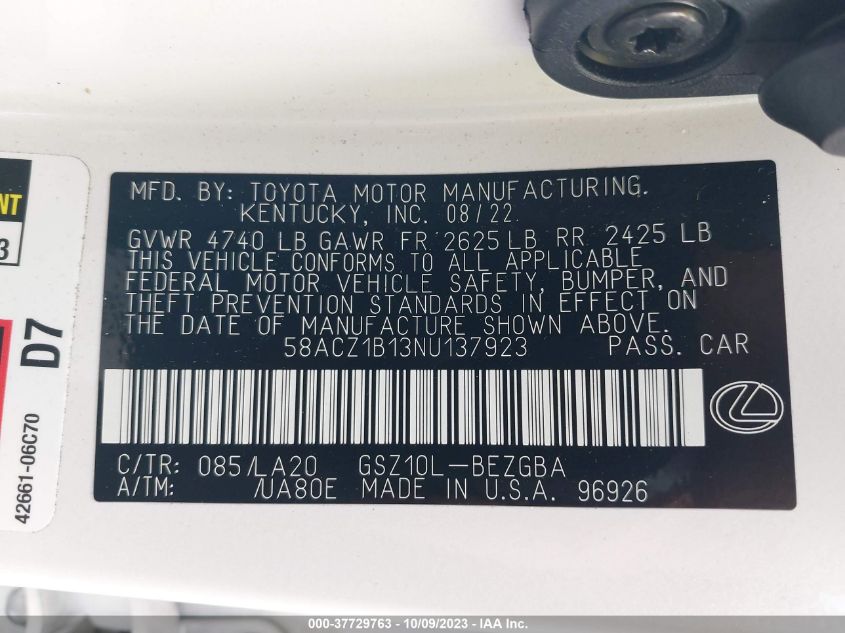 MFD. BY: TOYOTA MOTOR MANUFACTURING.
KENTUCKY, INC. 08/22
GVWR 4740 LB GAWR FR 2625 LB RR 2425 LB
THIS VEHICLE CONFORMS TO ALL APPLICABLE
FEDERAL MOTOR VEHICLE SAFETY, BUMPER, AND
THEFT PREVENTION STANDARDS IN EFFECT ON
THE DATE OF MANUFACTURE SHOWN ABOVE.
58ACZ1B13NU137923 PASS. CAR
C/TR: 085/LA20 GSZ10L-BEZGBA
A/TM: /UA80E MADE IN U.S.A. 96926
D7
42661-06C70
000-37729763 - 10/09/2023 - IAA Inc.